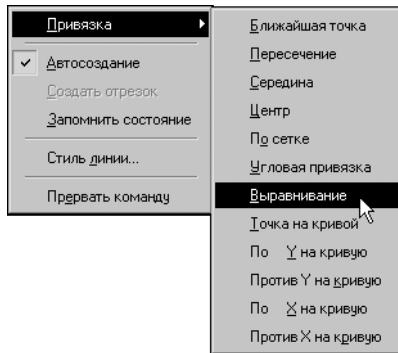 Привязка
Автосоздание
Создать отрезок
Запомнить состояние
Стиль линии...
Прервать команду
Ближайшая точка
Пересечение
Середина
Центр
По сетке
Угловая привязка
Выравнивание
Точка на кривой
По Y на кривую
Против Y на кривую
По X на кривую
Против X на кривую